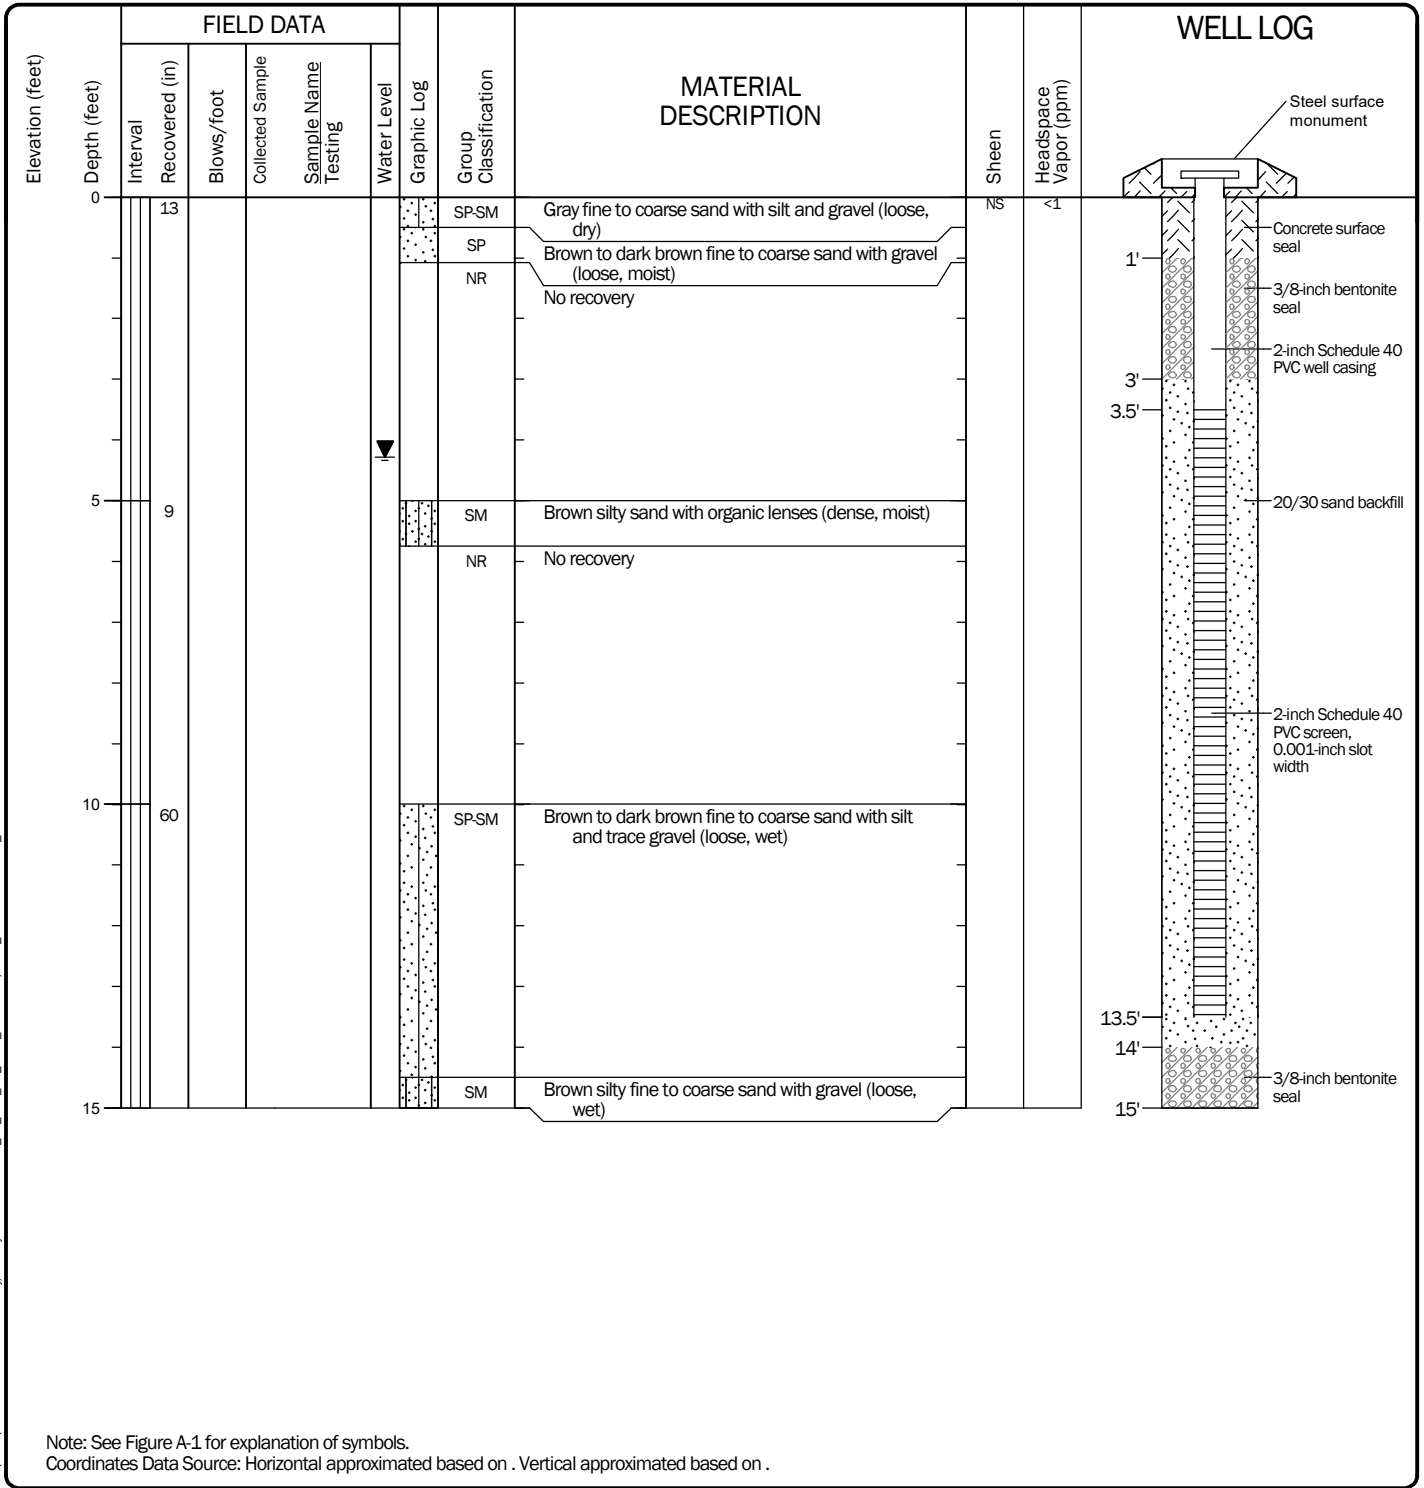 FIELD DATA
WELL LOG
Elevation (feet)
Depth (feet)
Interval
Recovered (in)
Blows/foot
Collected Sample
Sample Name
Testing
Water Level
Graphic Log
Group
Classification
MATERIAL
DESCRIPTION
Sheen
Headspace
Vapor (ppm)
Steel surface
monument
0
13
SP-SM
Gray fine to coarse sand with silt and gravel (loose,
dry)
NS
<1
SP
Brown to dark brown fine to coarse sand with gravel
(loose, moist)
NR
No recovery
Concrete surface
seal
1'
3/8-inch bentonite
seal
2-inch Schedule 40
PVC well casing
3'
3.5'
5
9
SM
Brown silty sand with organic lenses (dense, moist)
20/30 sand backfill
NR
No recovery
2-inch Schedule 40
PVC screen,
0.001-inch slot
width
10
60
SP-SM
Brown to dark brown fine to coarse sand with silt
and trace gravel (loose, wet)
13.5'
14'
SM
Brown silty fine to coarse sand with gravel (loose,
wet)
3/8-inch bentonite
seal
15
15'
Note: See Figure A-1 for explanation of symbols.
Coordinates Data Source: Horizontal approximated based on . Vertical approximated based on .